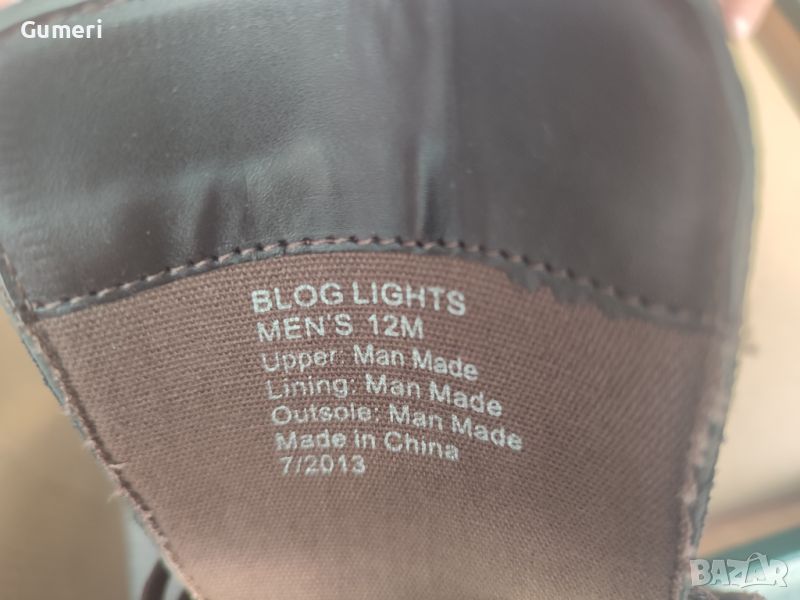 Gumeri
BLOG LIGHTS
MEN'S 12M
Upper: Man Made
Lining: Man Made
Outsole: Man Made
Made in China
7/2013
BAZAR